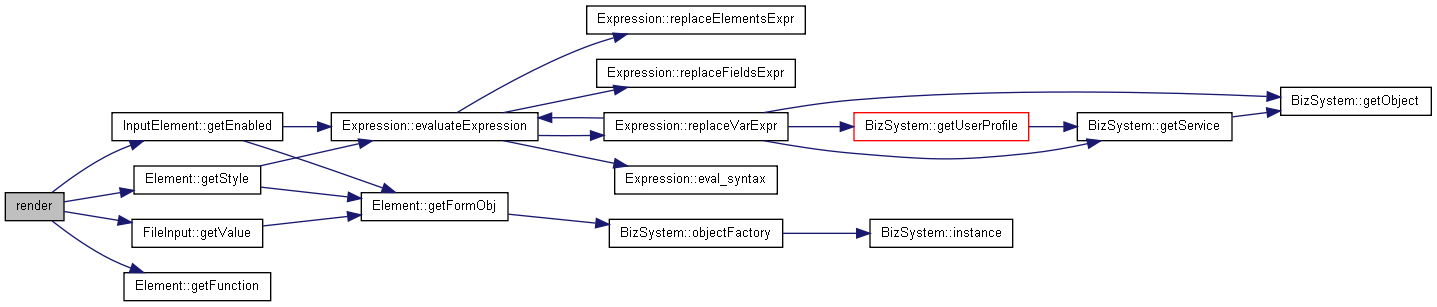 Expression::replaceElementsExpr
Expression::replaceFieldsExpr
BizSystem::getObject
InputElement::getEnabled
Expression::evaluateExpression
Expression::replaceVarExpr
BizSystem::getUserProfile
BizSystem::getService
Element::getStyle
Expression::eval_syntax
render
Element::getFormObj
FileInput::getValue
BizSystem::objectFactory
BizSystem::instance
Element::getFunction